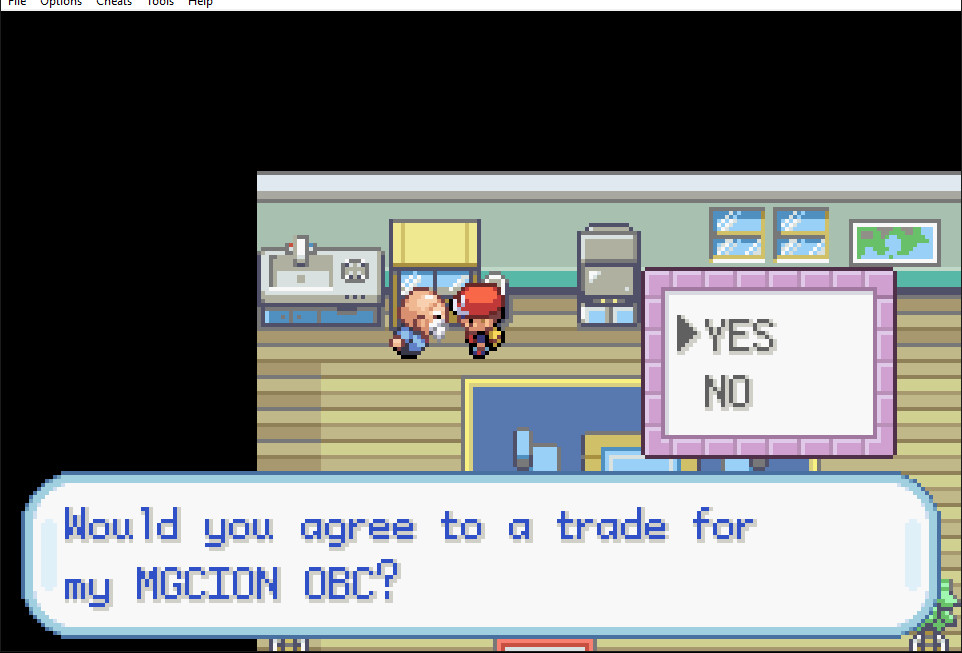 File Options Cheats Tools Help
YES
NO
Would you agree to a trade for
my MGCION OBC?